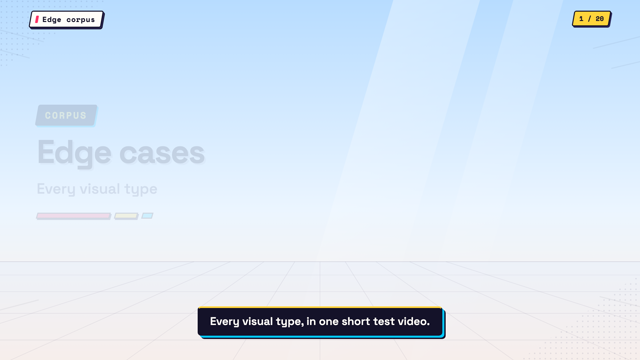 Edge corpus
1 / 20
CORPUS
Edge cases
Every visual type
Every visual type, in one short test video.